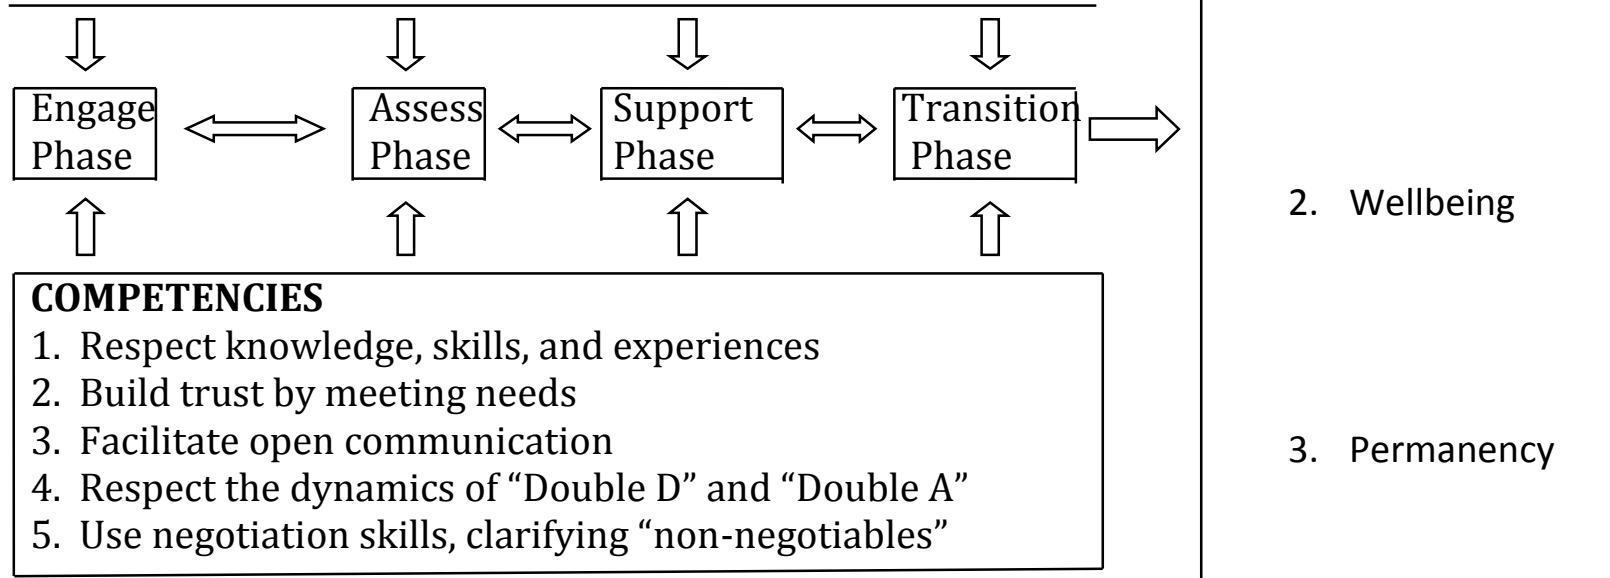 Engage
Phase
Assess
Phase
Support
Phase
Transition
Phase
COMPETENCIES
1. Respect knowledge, skills, and experiences
2. Build trust by meeting needs
3. Facilitate open communication
4. Respect the dynamics of “Double D” and “Double A”
5. Use negotiation skills, clarifying “non-negotiables”
2. Wellbeing
3. Permanency